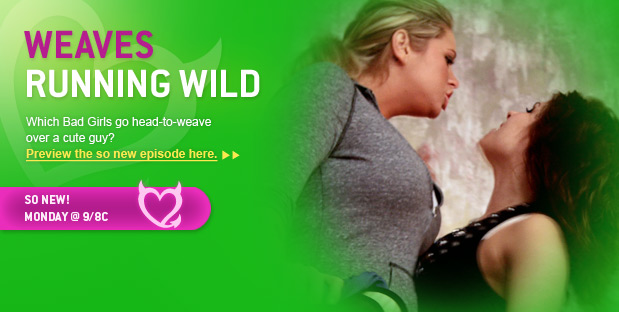 WEAVES
RUNNING WILD
Which Bad Girls go head-to-weave
over a cute guy?
Preview the so new episode here.
SO NEW!
MONDAY @ 9/8C